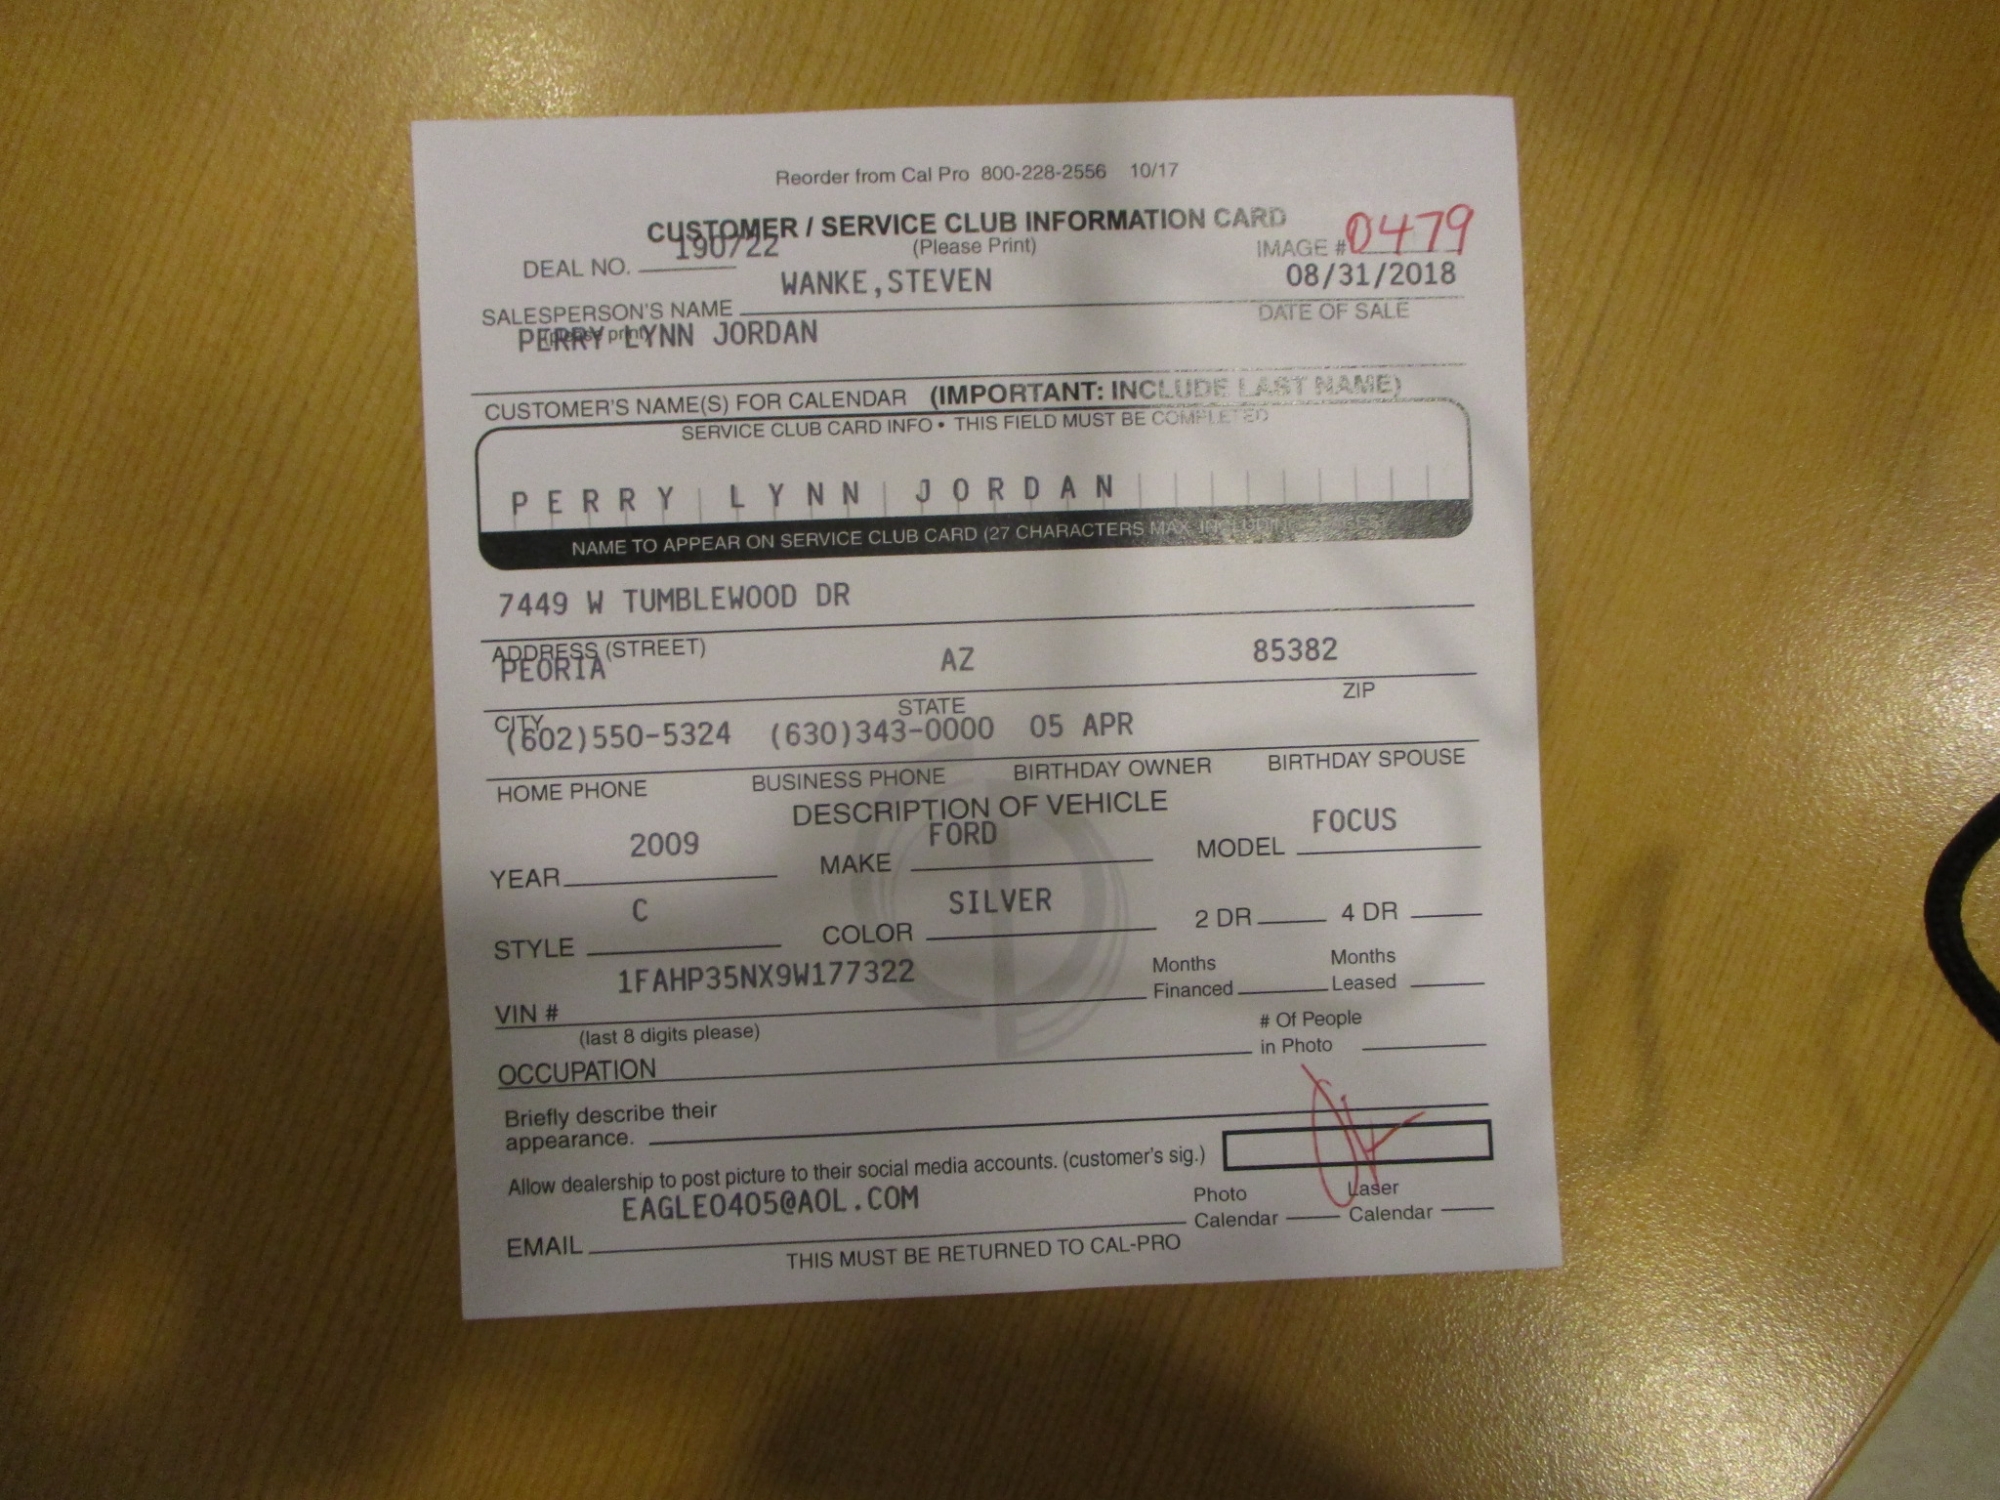 Reorder from Cal Pro 800-228-2556 10/17
CUSTOMER / SERVICE CLUB INFORMATION CARD
(Please Print)
DEAL NO. 190722
IMAGE # 0479
SALESPERSON'S NAME WANKE,STEVEN
08/31/2018
DATE OF SALE
(please print)
PERRY LYNN JORDAN
CUSTOMER'S NAME(S) FOR CALENDAR (IMPORTANT: INCLUDE LAST NAME)
SERVICE CLUB CARD INFO • THIS FIELD MUST BE COMPLETED
PERRY LYNN JORDAN
NAME TO APPEAR ON SERVICE CLUB CARD (27 CHARACTERS MAX, INCLUDING SPACES)
7449 W TUMBLEWOOD DR
ADDRESS (STREET)
PEORIA AZ 85382
CITY STATE ZIP
(602)550-5324 (630)343-0000 05 APR
HOME PHONE BUSINESS PHONE BIRTHDAY OWNER BIRTHDAY SPOUSE
DESCRIPTION OF VEHICLE
YEAR 2009 MAKE FORD MODEL FOCUS
STYLE C COLOR SILVER 2 DR 4 DR
VIN # 1FAHP35NX9W177322
(last 8 digits please)
Months Financed Months Leased
OCCUPATION
# Of People in Photo
Briefly describe their
appearance.
Allow dealership to post picture to their social media accounts. (customer's sig.)
EMAIL EAGLE0405@AOL.COM
Photo Calendar Laser Calendar
THIS MUST BE RETURNED TO CAL-PRO